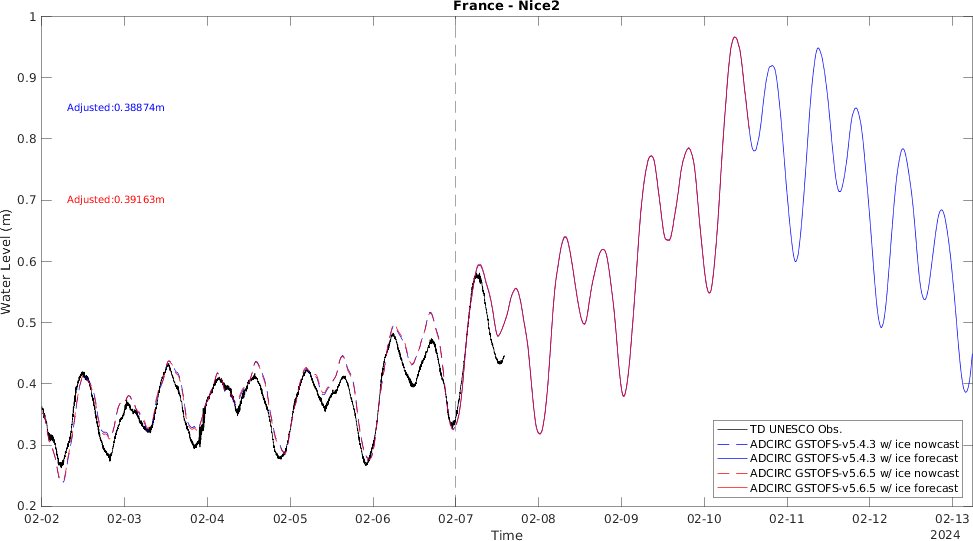 France - Nice2
1
0.9
0.8
0.7
0.6
0.5
0.4
0.3
0.2
Water Level (m)
Adjusted:0.38874m
Adjusted:0.39163m
TD UNESCO Obs.
ADCIRC GSTOFS-v5.4.3 w/ ice nowcast
ADCIRC GSTOFS-v5.4.3 w/ ice forecast
ADCIRC GSTOFS-v5.6.5 w/ ice nowcast
ADCIRC GSTOFS-v5.6.5 w/ ice forecast
02-02 02-03 02-04 02-05 02-06 02-07 02-08 02-09 02-10 02-11 02-12 02-13
Time
2024